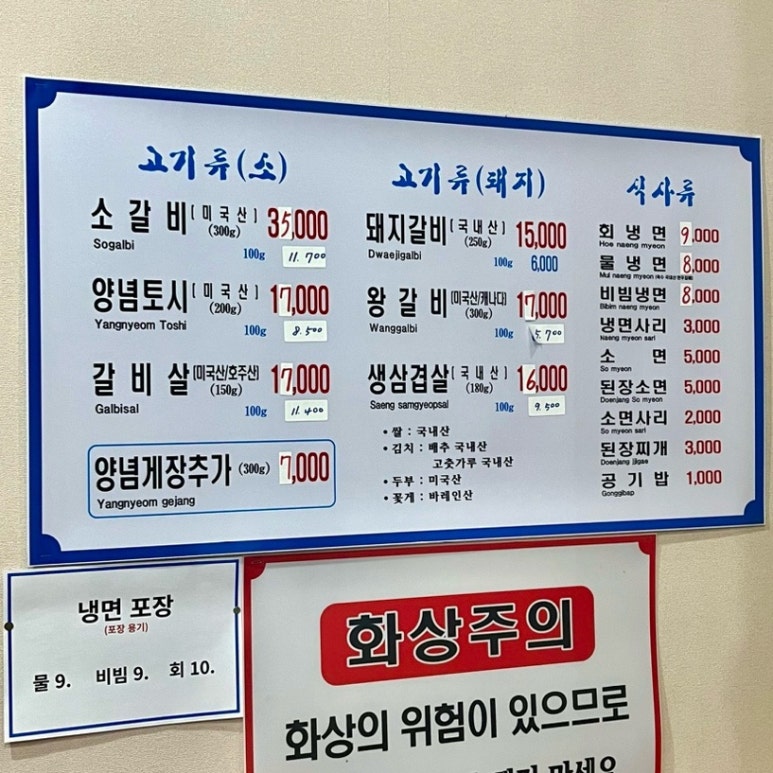 고기류(소)
소갈비 [미국산] (300g) 35,000
Sogalbi
100g 11.700
양념토시 [미국산] (200g) 17,000
Yangnyeom Toshi
100g 8.500
갈비살 (미국산/호주산) (150g) 17,000
Galbisal
100g 11.400
양념게장추가 (300g) 7,000
Yangnyeom gejang
고기류(돼지)
돼지갈비 [국내산] (250g) 15,000
Dwaejigalbi
100g 6,000
왕갈비 (미국산/캐나다) (300g) 17,000
Wanggalbi
100g 5.700
생삼겹살 [국내산] (180g) 16,000
Saeng samgyeopsal
100g 9.500
• 쌀 : 국내산
• 김치 : 배추 국내산
고춧가루 국내산
• 두부 : 미국산
• 꽃게 : 바레인산
식사류
회냉면 9,000
Hoe naeng myeon
물냉면 8,000
Mul naeng myeon
비빔냉면 8,000
Bibim naeng myeon
냉면사리 3,000
Naeng myeon sari
소면 5,000
So myeon
된장소면 5,000
Doenjang So myeon
소면사리 2,000
So myeon sari
된장찌개 3,000
Doenjang jigae
공기밥 1,000
Gonggibap
냉면 포장
(포장 용기)
물 9. 비빔 9. 회 10.
화상주의
화상의 위험이 있으므로
마세요